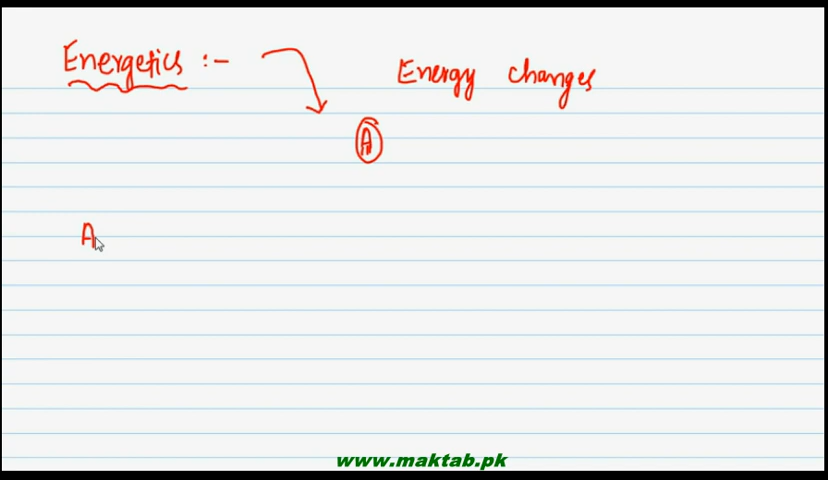 Energetics :-
Energy changes
A
A
www.maktab.pk